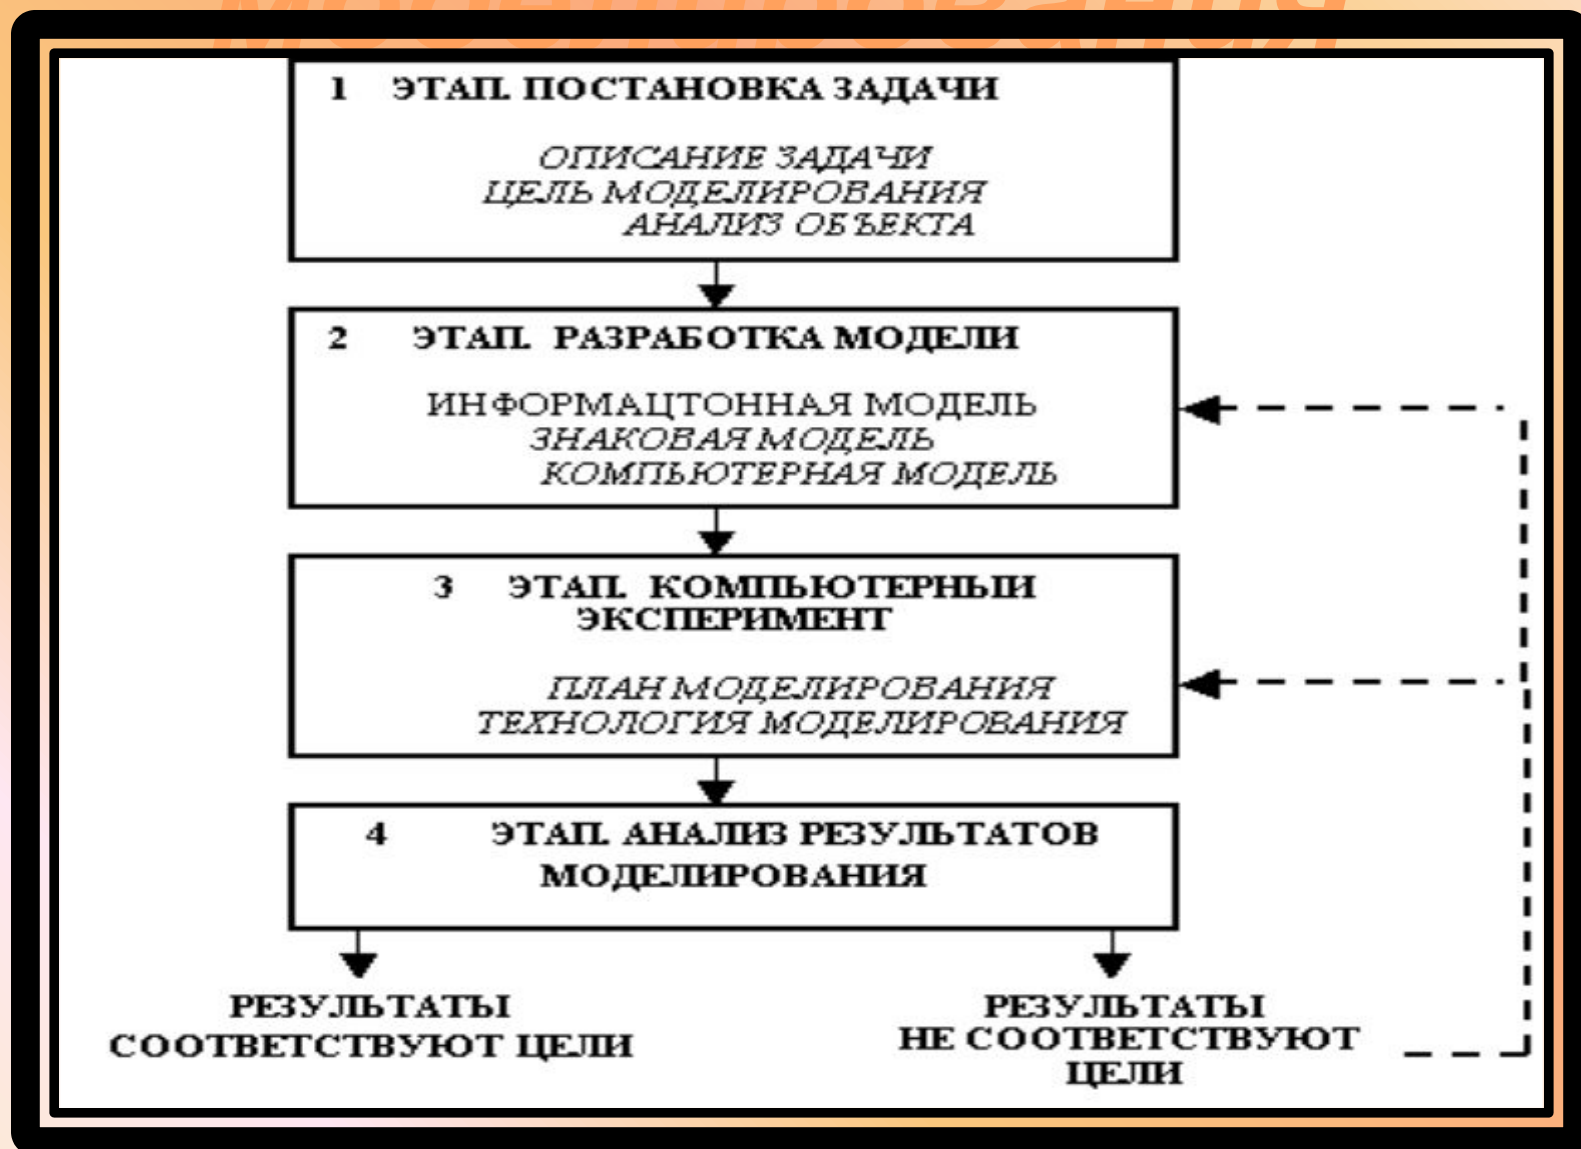 моделирования
1 ЭТАП. ПОСТАНОВКА ЗАДАЧИ
ОПИСАНИЕ ЗАДАЧИ
ЦЕЛЬ МОДЕЛИРОВАНИЯ
АНАЛИЗ ОБЪЕКТА
2 ЭТАП. РАЗРАБОТКА МОДЕЛИ
ИНФОРМАЦТОННАЯ МОДЕЛЬ
ЗНАКОВАЯ МОДЕЛЬ
КОМПЬЮТЕРНАЯ МОДЕЛЬ
3 ЭТАП. КОМПЬЮТЕРНЫЙ
ЭКСПЕРИМЕНТ
ПЛАН МОДЕЛИРОВАНИЯ
ТЕХНОЛОГИЯ МОДЕЛИРОВАНИЯ
4 ЭТАП. АНАЛИЗ РЕЗУЛЬТАТОВ
МОДЕЛИРОВАНИЯ
РЕЗУЛЬТАТЫ
СООТВЕТСТВУЮТ ЦЕЛИ
РЕЗУЛЬТАТЫ
НЕ СООТВЕТСТВУЮТ
ЦЕЛИ